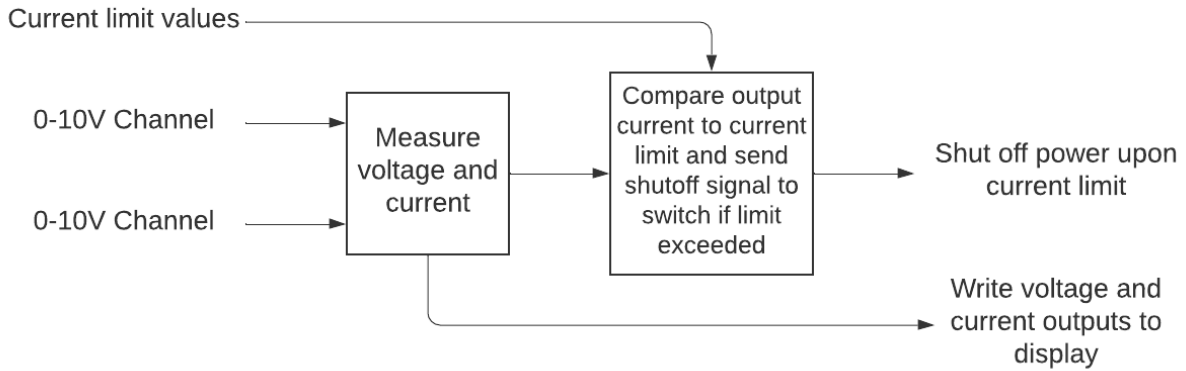 Current limit values
0-10V Channel
0-10V Channel
Measure
voltage and
current
Compare output
current to current
limit and send
shutoff signal to
switch if limit
exceeded
Shut off power upon
current limit
Write voltage and
current outputs to
display